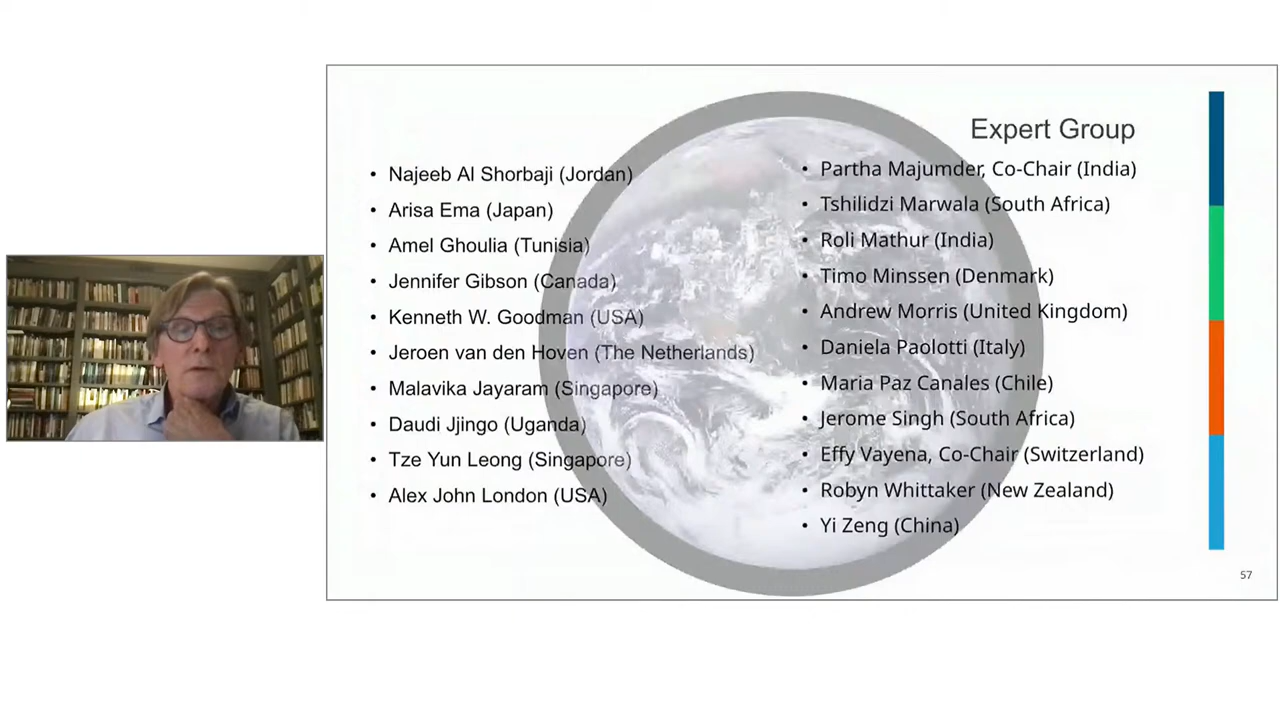 Expert Group
• Najeeb Al Shorbaji (Jordan)
• Arisa Ema (Japan)
• Amel Ghoulia (Tunisia)
• Jennifer Gibson (Canada)
• Kenneth W. Goodman (USA)
• Jeroen van den Hoven (The Netherlands)
• Malavika Jayaram (Singapore)
• Daudi Jjingo (Uganda)
• Tze Yun Leong (Singapore)
• Alex John London (USA)
• Partha Majumder, Co-Chair (India)
• Tshilidzi Marwala (South Africa)
• Roli Mathur (India)
• Timo Minssen (Denmark)
• Andrew Morris (United Kingdom)
• Daniela Paolotti (Italy)
• Maria Paz Canales (Chile)
• Jerome Singh (South Africa)
• Effy Vayena, Co-Chair (Switzerland)
• Robyn Whittaker (New Zealand)
• Yi Zeng (China)
57